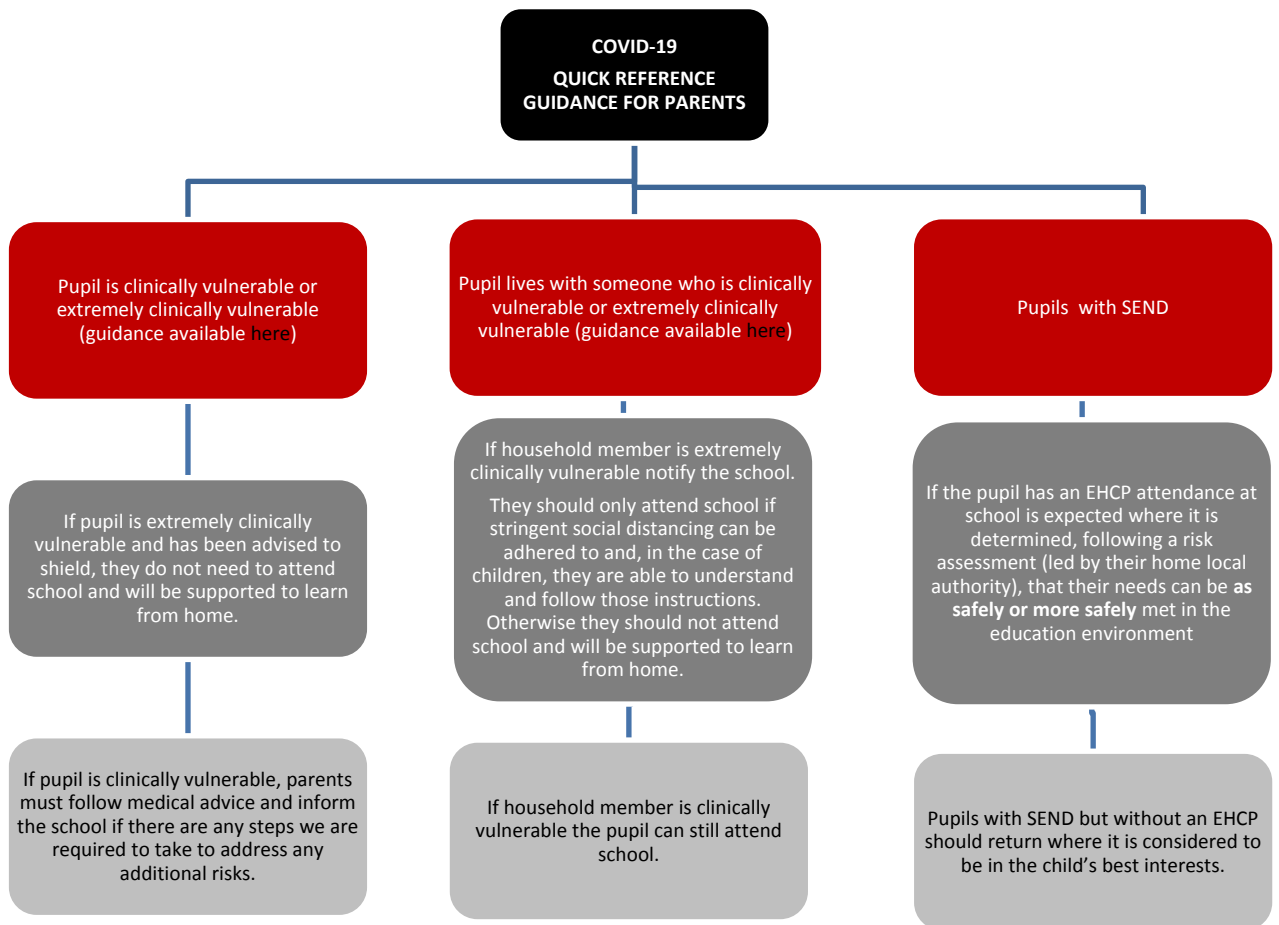 COVID-19
QUICK REFERENCE
GUIDANCE FOR PARENTS
Pupil is clinically vulnerable or
extremely clinically vulnerable
(guidance available here)
If pupil is extremely clinically
vulnerable and has been advised to
shield, they do not need to attend
school and will be supported to learn
from home.
If pupil is clinically vulnerable, parents
must follow medical advice and inform
the school if there are any steps we are
required to take to address any
additional risks.
Pupil lives with someone who is clinically
vulnerable or extremely clinically
vulnerable (guidance available here)
If household member is extremely
clinically vulnerable notify the school.
They should only attend school if
stringent social distancing can be
adhered to and, in the case of
children, they are able to understand
and follow those instructions.
Otherwise they should not attend
school and will be supported to learn
from home.
If household member is clinically
vulnerable the pupil can still attend
school.
Pupils with SEND
If the pupil has an EHCP attendance at
school is expected where it is
determined, following a risk
assessment (led by their home local
authority), that their needs can be as
safely or more safely met in the
education environment
Pupils with SEND but without an EHCP
should return where it is considered to
be in the child’s best interests.